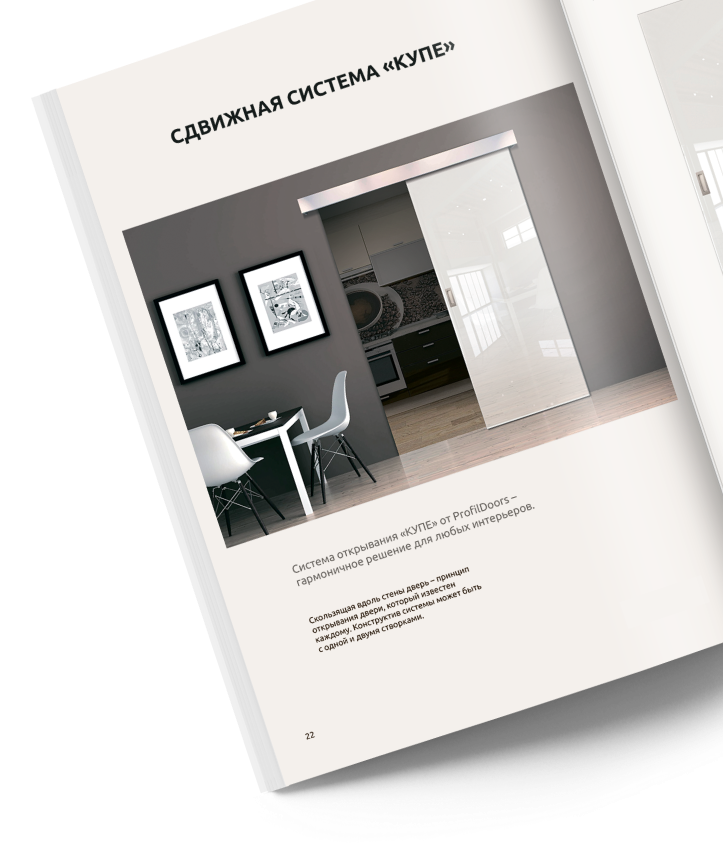 СДВИЖНАЯ СИСТЕМА «КУПЕ»
Система открывания «КУПЕ» от ProfilDoors –
гармоничное решение для любых интерьеров.
Скользящая вдоль стены дверь – принцип
открывания двери, который известен
каждому. Конструктив системы может быть
с одной и двумя створками.
22